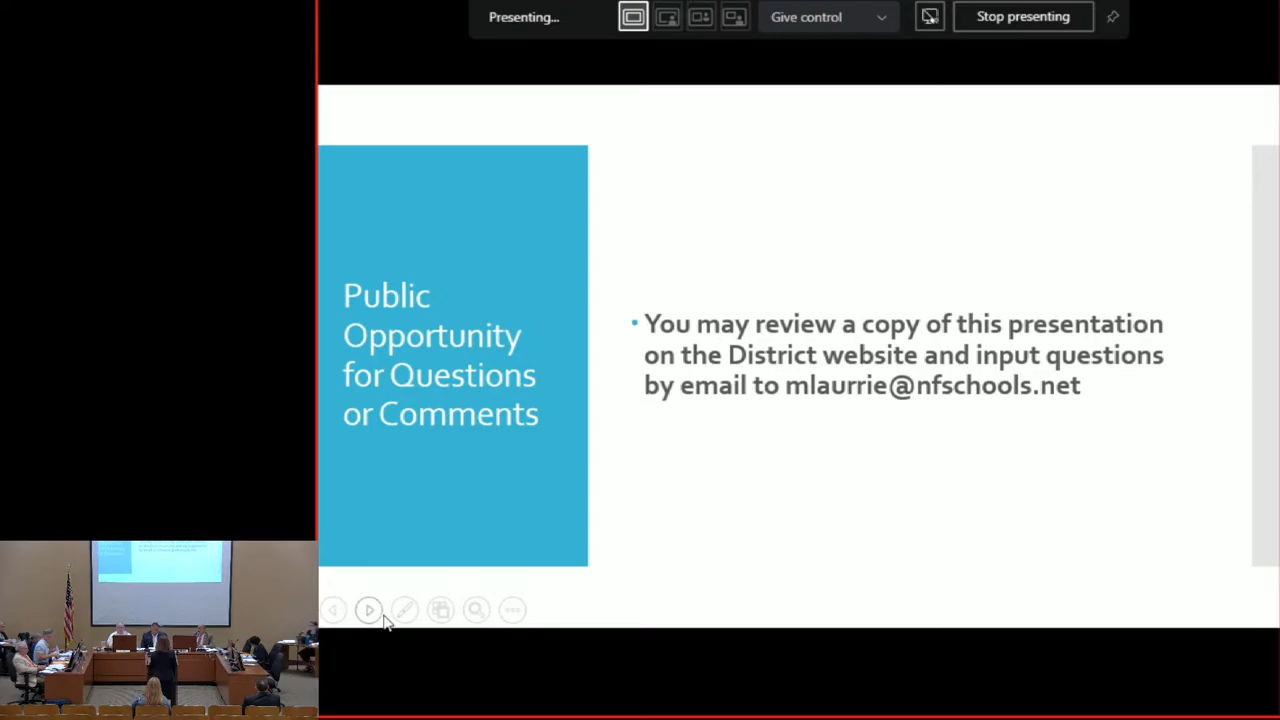 Presenting...
Give control
Stop presenting
Public
Opportunity
for Questions
or Comments
• You may review a copy of this presentation
on the District website and input questions
by email to mlaurrie@nfschools.net